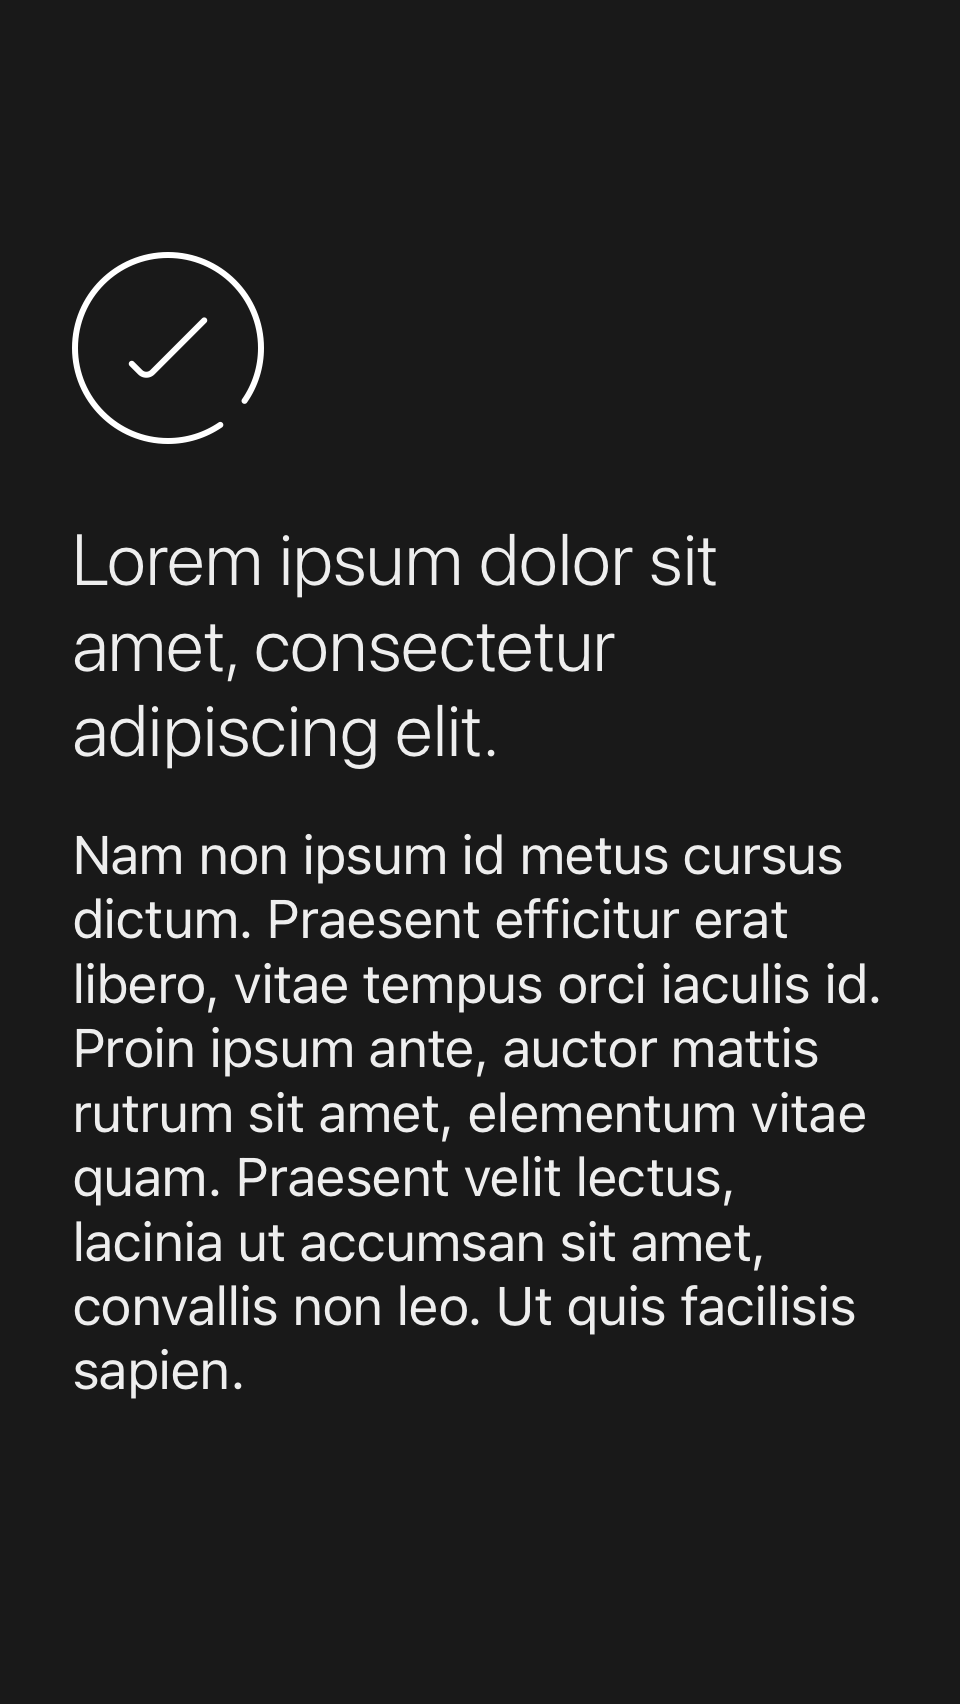 Lorem ipsum dolor sit
amet, consectetur
adipiscing elit.
Nam non ipsum id metus cursus
dictum. Praesent efficitur erat
libero, vitae tempus orci iaculis id.
Proin ipsum ante, auctor mattis
rutrum sit amet, elementum vitae
quam. Praesent velit lectus,
lacinia ut accumsan sit amet,
convallis non leo. Ut quis facilisis
sapien.